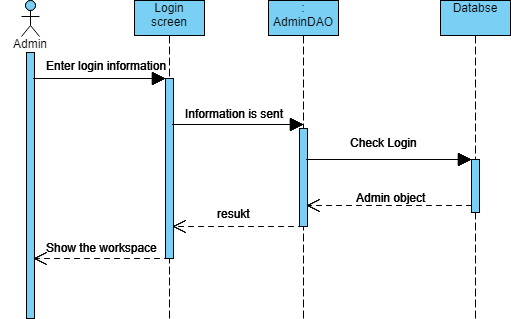 Login
screen
:
AdminDAO
Databse
Admin
Enter login information
Information is sent
Check Login
Admin object
resukt
Show the workspace